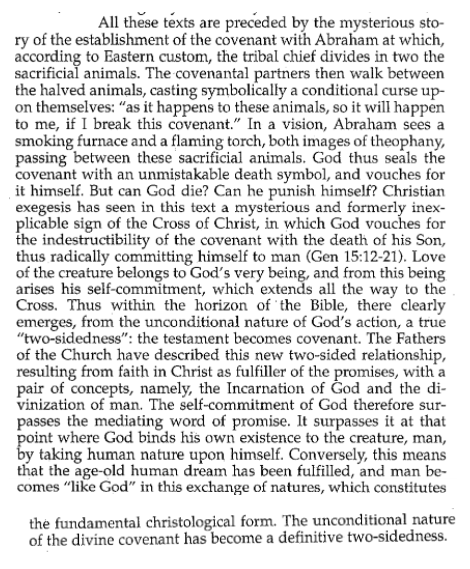 All these texts are preceded by the mysterious sto-
ry of the establishment of the covenant with Abraham at which,
according to Eastern custom, the tribal chief divides in two the
sacrificial animals. The covenantal partners then walk between
the halved animals, casting symbolically a conditional curse up-
on themselves: “as it happens to these animals, so it will happen
to me, if I break this covenant.” In a vision, Abraham sees a
smoking furnace and a flaming torch, both images of theophany,
passing between these sacrificial animals. God thus seals the
covenant with an unmistakable death symbol, and vouches for
it himself. But can God die? Can he punish himself? Christian
exegesis has seen in this text a mysterious and formerly inex-
plicable sign of the Cross of Christ, in which God vouches for
the indestructibility of the covenant with the death of his Son,
thus radically committing himself to man (Gen 15:12-21). Love
of the creature belongs to God’s very being, and from this being
arises his self-commitment, which extends all the way to the
Cross. Thus within the horizon of the Bible, there clearly
emerges, from the unconditional nature of God’s action, a true
“two-sidedness”: the testament becomes covenant. The Fathers
of the Church have described this new two-sided relationship,
resulting from faith in Christ as fulfiller of the promises, with a
pair of concepts, namely, the Incarnation of God and the di-
vinization of man. The self-commitment of God therefore sur-
passes the mediating word of promise. It surpasses it at that
point where God binds his own existence to the creature, man,
by taking human nature upon himself. Conversely, this means
that the age-old human dream has been fulfilled, and man be-
comes “like God” in this exchange of natures, which constitutes
the fundamental christological form. The unconditional nature
of the divine covenant has become a definitive two-sidedness.